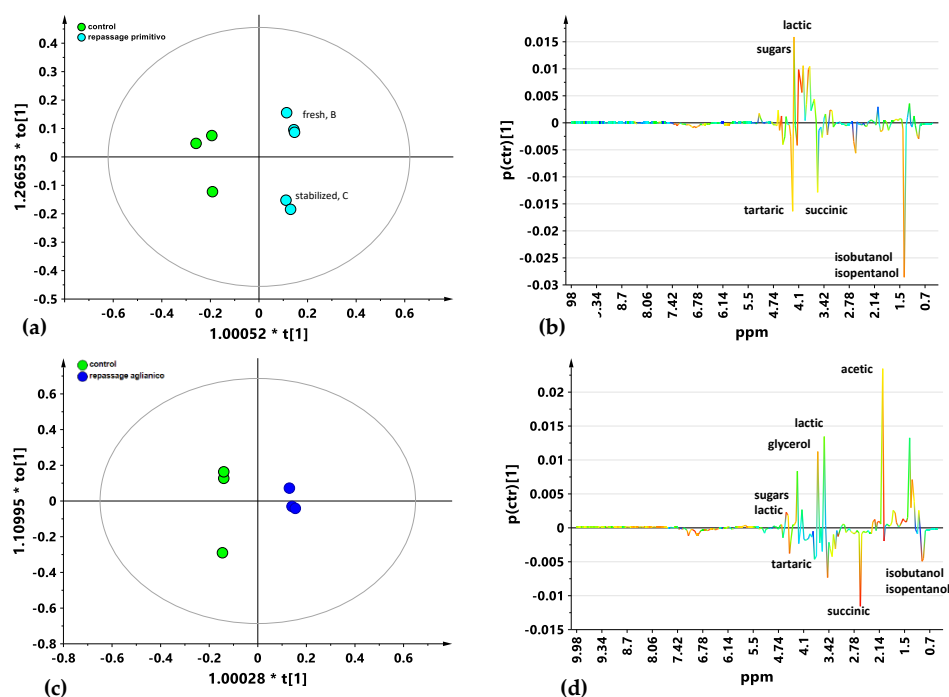 control
repassage primitivo
0.4
0.3
0.2
0.1
0
-0.1
-0.2
-0.3
-0.4
-0.5
1.26653 * to[1]
fresh, B
stabilized, C
-0.6
-0.4
-0.2
0
0.2
0.4
0.6
1.00052 * t[1]
(a)
0.015
0.01
0.005
0
-0.005
-0.01
-0.015
-0.02
-0.025
-0.03
p(ctr)[1]
lactic
sugars
tartaric
succinic
isobutanol
isopentanol
98
-.34
8.7
8.06
7.42
6.78
6.14
5.5
4.74
4.1
3.42
2.78
2.14
1.5
0.7
ppm
(b)
control
repassage aglianico
0.6
0.4
0.2
0
-0.2
-0.4
-0.6
-0.8
1.10995 * to[1]
-0.8
-0.6
-0.4
-0.2
0
0.2
0.4
0.6
1.00028 * t[1]
(c)
0.02
0.015
0.01
0.005
0
-0.005
-0.01
-0.015
p(ctr)[1]
acetic
lactic
glycerol
sugars
lactic
tartaric
succinic
isobutanol
isopentanol
9.98
9.34
8.7
8.06
7.42
6.78
6.14
5.5
4.74
4.1
3.42
2.78
2.14
1.5
0.7
ppm
(d)